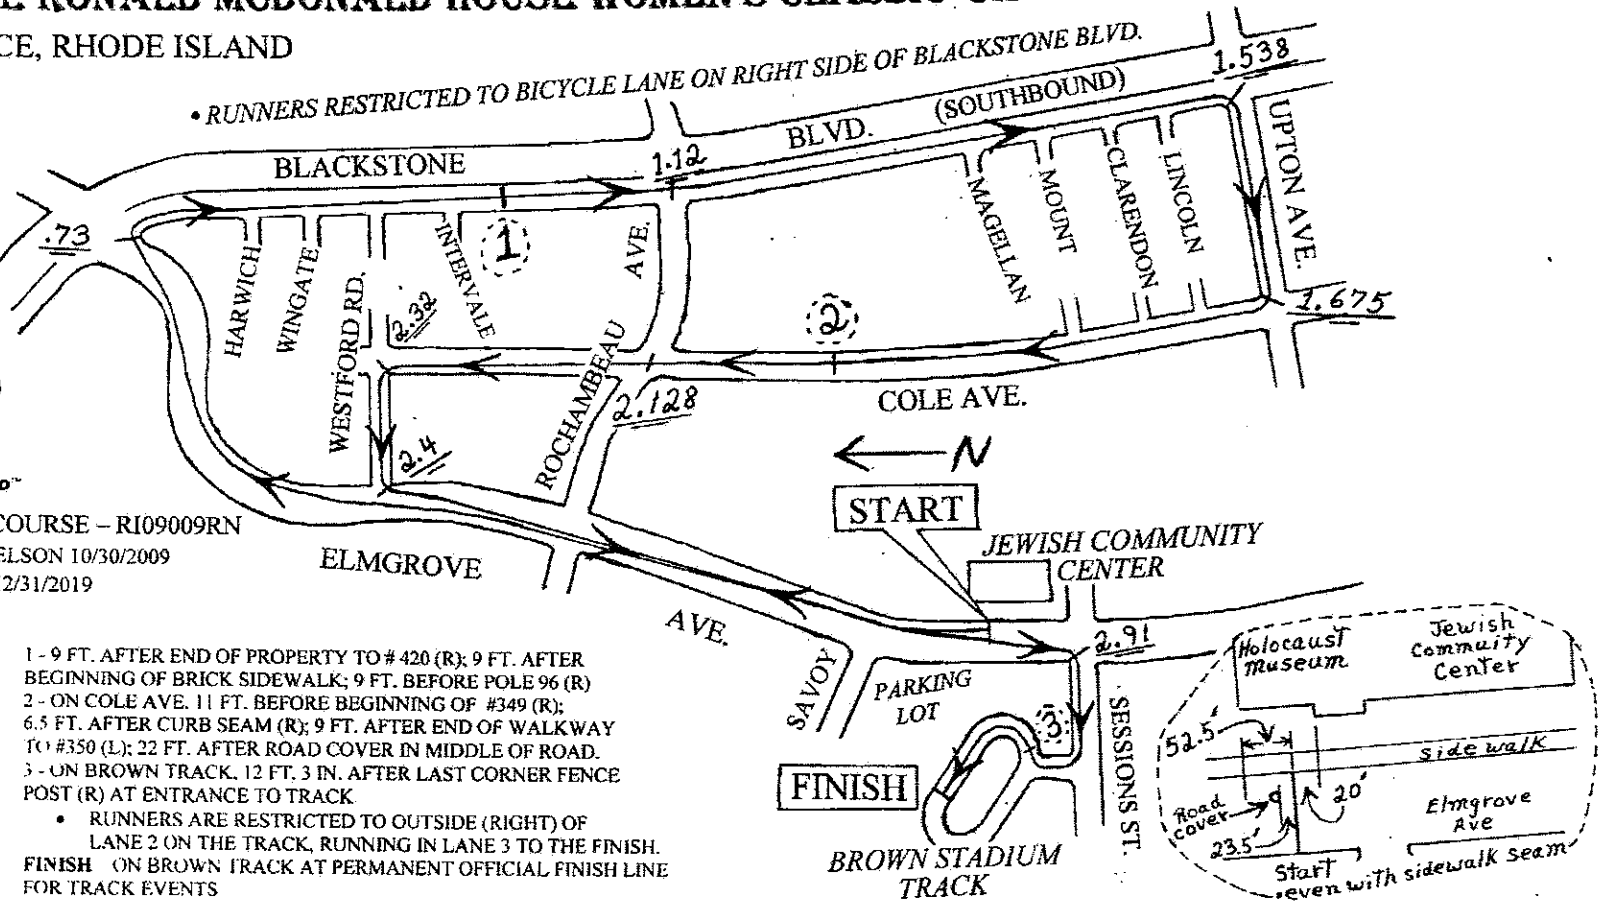 E RONALD MCDONALD HOUSE WOMEN'S CLASSIC
CE, RHODE ISLAND
• RUNNERS RESTRICTED TO BICYCLE LANE ON RIGHT SIDE OF BLACKSTONE BLVD.
1.538
(SOUTHBOUND)
BLVD.
BLACKSTONE
1.12
UPTON AVE.
.73
1
HARWICH
WINGATE
WESTFORD RD.
INTERVALE
AVE.
MAGELLAN
MOUNT
CLARENDON
LINCOLN
2.32
2
1.675
ROCHAMBEAU
2.128
COLE AVE.
2.4
N
START
JEWISH COMMUNITY
CENTER
COURSE – RI09009RN
ELSON 10/30/2009
2/31/2019
ELMGROVE
AVE.
2.91
SAVOY
PARKING
LOT
SESSIONS ST.
3
FINISH
BROWN STADIUM
TRACK
1 - 9 FT. AFTER END OF PROPERTY TO # 420 (R); 9 FT. AFTER
BEGINNING OF BRICK SIDEWALK; 9 FT. BEFORE POLE 96 (R)
2 - ON COLE AVE. 11 FT. BEFORE BEGINNING OF #349 (R);
6.5 FT. AFTER CURB SEAM (R); 9 FT. AFTER END OF WALKWAY
TO #350 (L); 22 FT. AFTER ROAD COVER IN MIDDLE OF ROAD.
3 - ON BROWN TRACK, 12 FT. 3 IN. AFTER LAST CORNER FENCE
POST (R) AT ENTRANCE TO TRACK
• RUNNERS ARE RESTRICTED TO OUTSIDE (RIGHT) OF
LANE 2 ON THE TRACK, RUNNING IN LANE 3 TO THE FINISH.
FINISH ON BROWN TRACK AT PERMANENT OFFICIAL FINISH LINE
FOR TRACK EVENTS
Holocaust
Museum
Jewish
Commuity
Center
52.5'
side walk
Road
cover
20'
23.5'
Elmgrove
Ave
Start
even with sidewalk seam